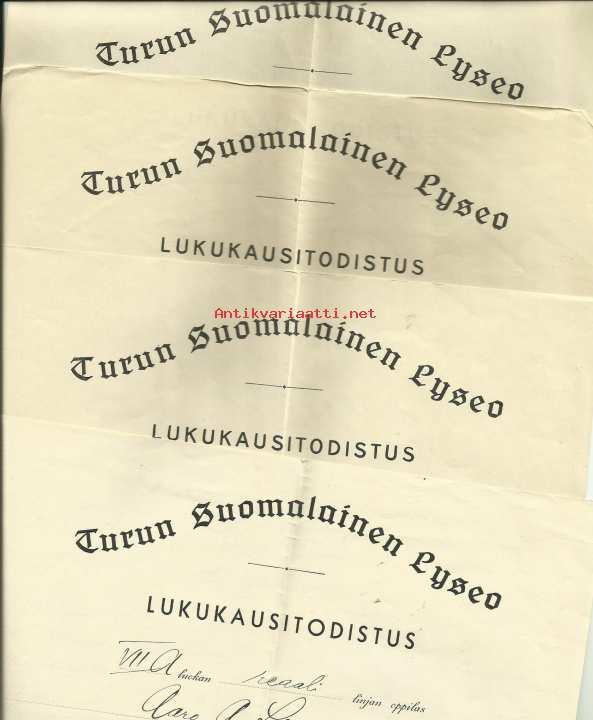 Turun Suomalainen Lyseo
Turun Suomalainen Lyseo
LUKUKAUSITODISTUS
Antikvariaatti.net
Turun Suomalainen Lyseo
LUKUKAUSITODISTUS
Turun Suomalainen Lyseo
LUKUKAUSITODISTUS
VII A luokan reaali linjan oppilas
Aaro A.